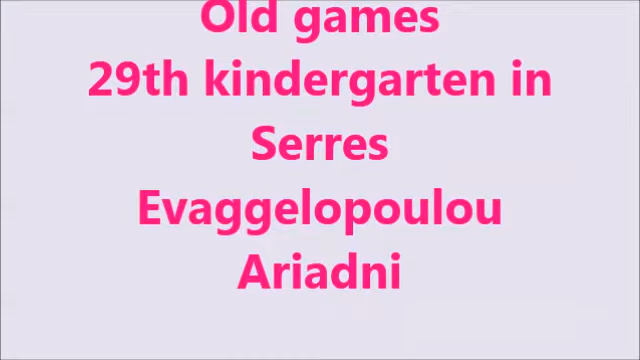 Old games
29th kindergarten in
Serres
Evaggelopoulou
Ariadni